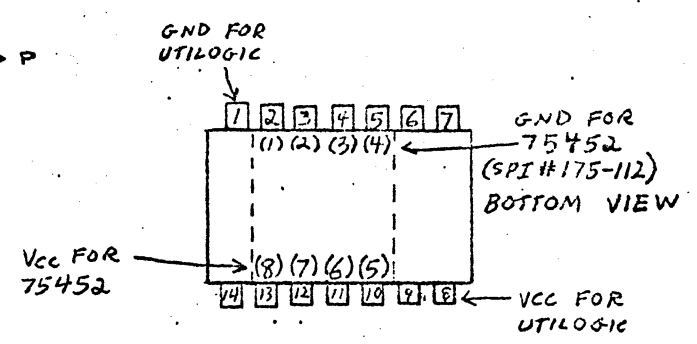 GND FOR
UTILOGIC
P
1 2 3 4 5 6 7
(1) (2) (3) (4)
GND FOR
75452
(SPI #175-112)
BOTTOM VIEW
Vcc FOR
75452
(8) (7) (6) (5)
14 13 12 11 10 9 8
VCC FOR
UTILOGIC